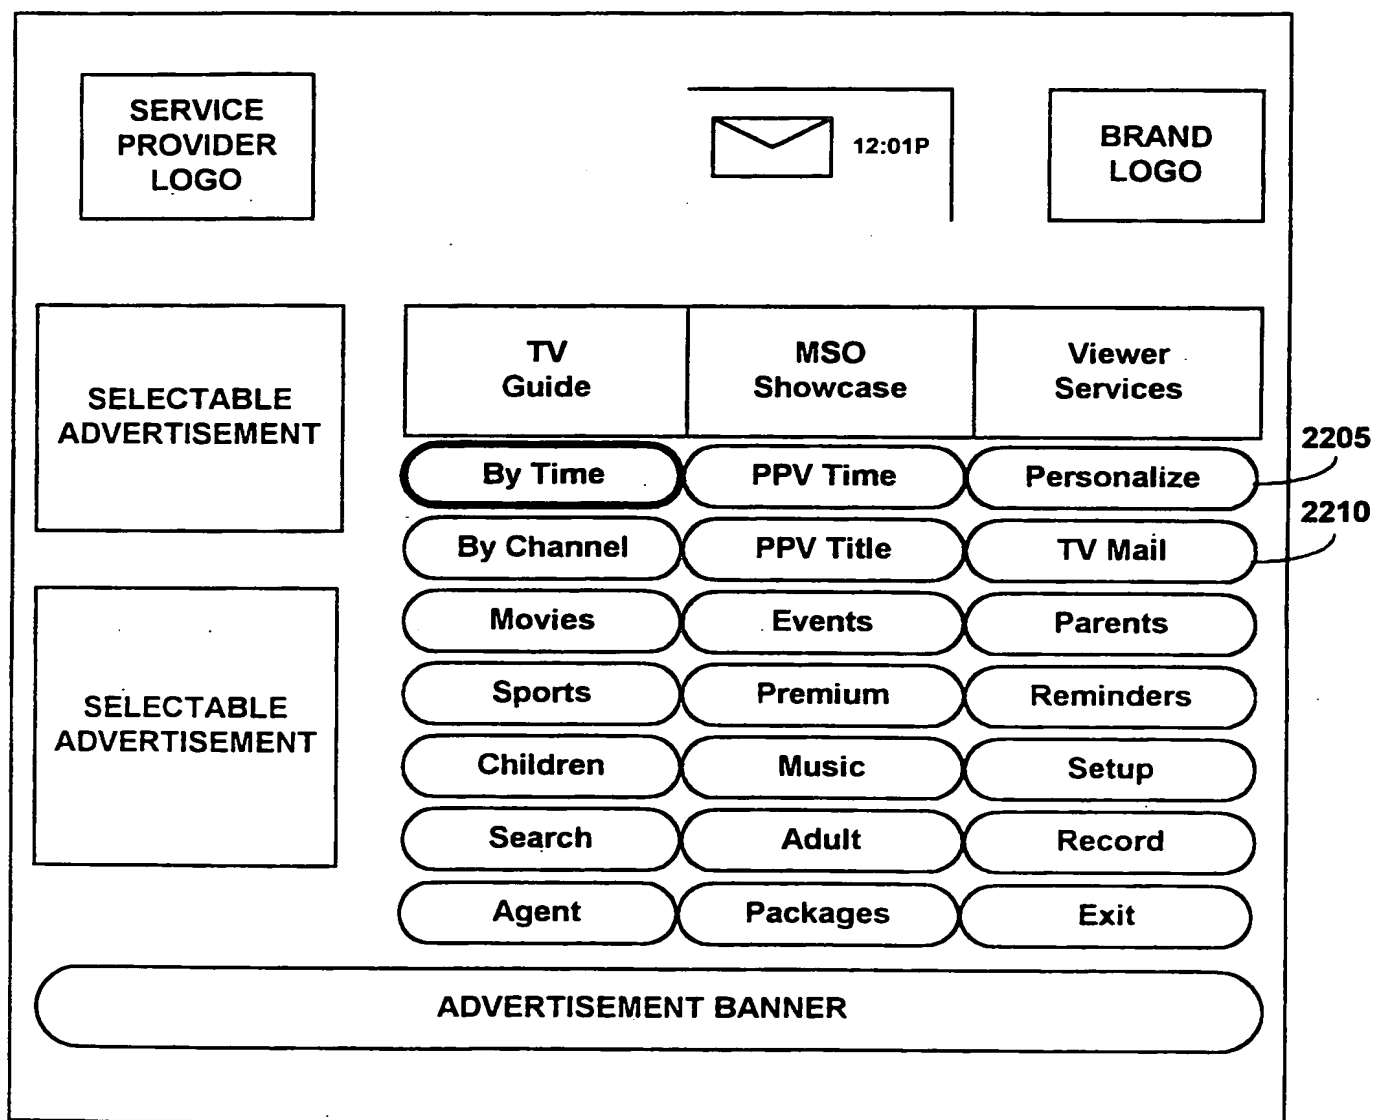 SERVICE
PROVIDER
LOGO
12:01P
BRAND
LOGO
SELECTABLE
ADVERTISEMENT
SELECTABLE
ADVERTISEMENT
TV
Guide
MSO
Showcase
Viewer
Services
By Time
PPV Time
Personalize
2205
By Channel
PPV Title
TV Mail
2210
Movies
Events
Parents
Sports
Premium
Reminders
Children
Music
Setup
Search
Adult
Record
Agent
Packages
Exit
ADVERTISEMENT BANNER